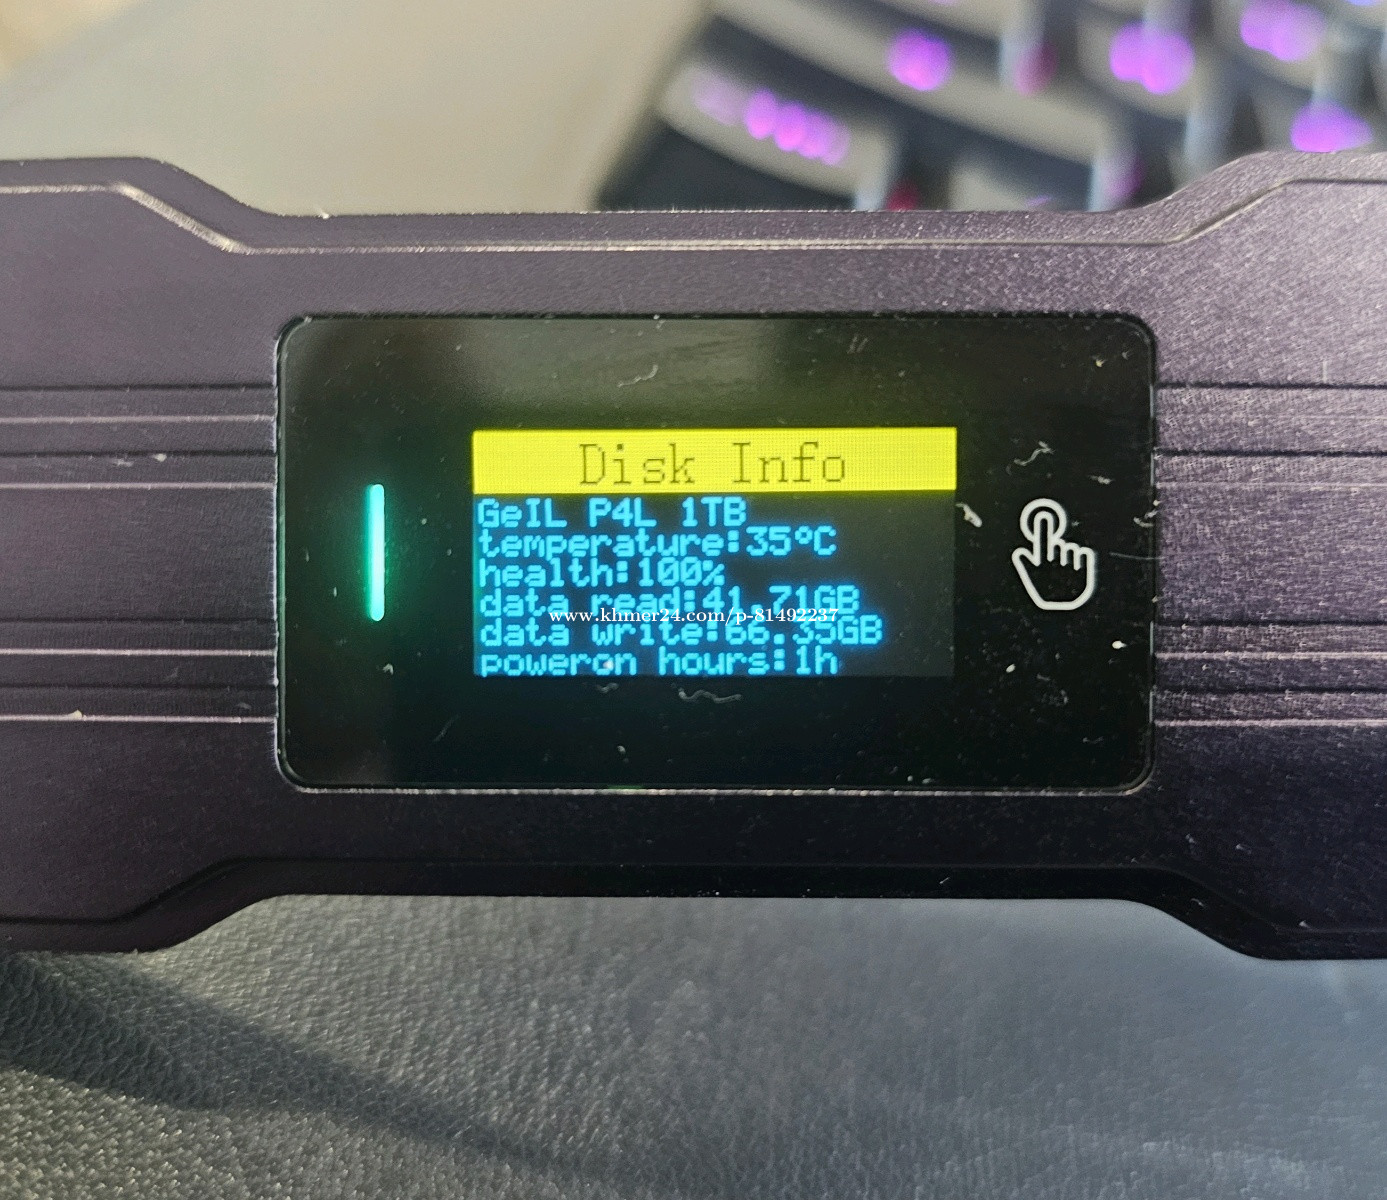 Disk Info
GeIL P4L 1TB
temperature:35°C
health:100%
data read:41.71GB
www.khmer24.com/p-81492237
data write:66.35GB
poweron hours:1h